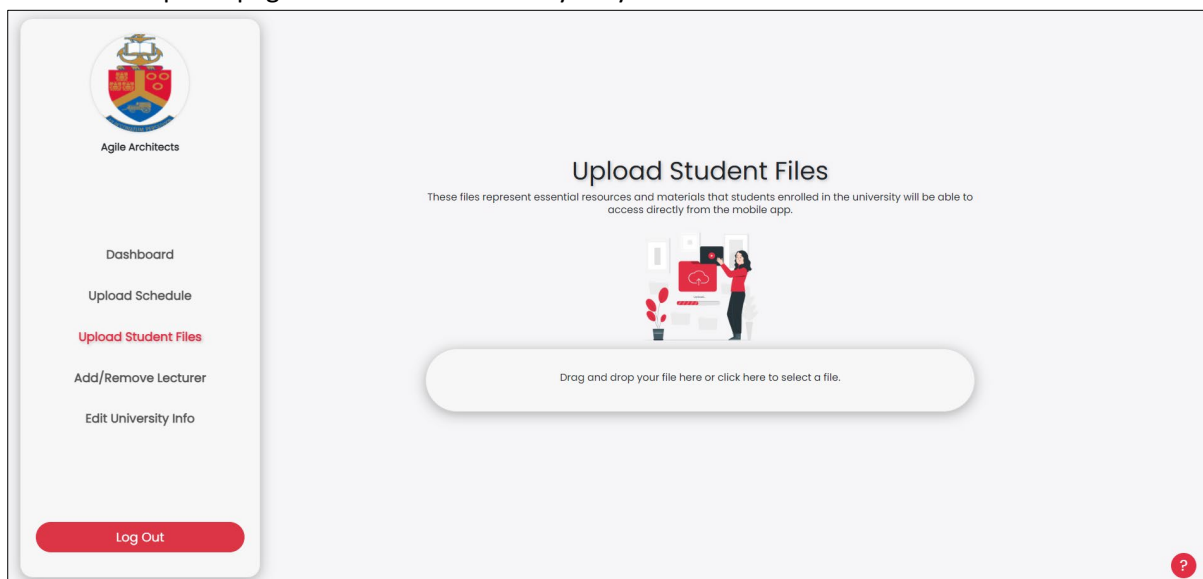 Agile Architects
Dashboard
Upload Schedule
Upload Student Files
Add/Remove Lecturer
Edit University Info
Log Out
Upload Student Files
These files represent essential resources and materials that students enrolled in the university will be able to
access directly from the mobile app.
Drag and drop your file here or click here to select a file.
?